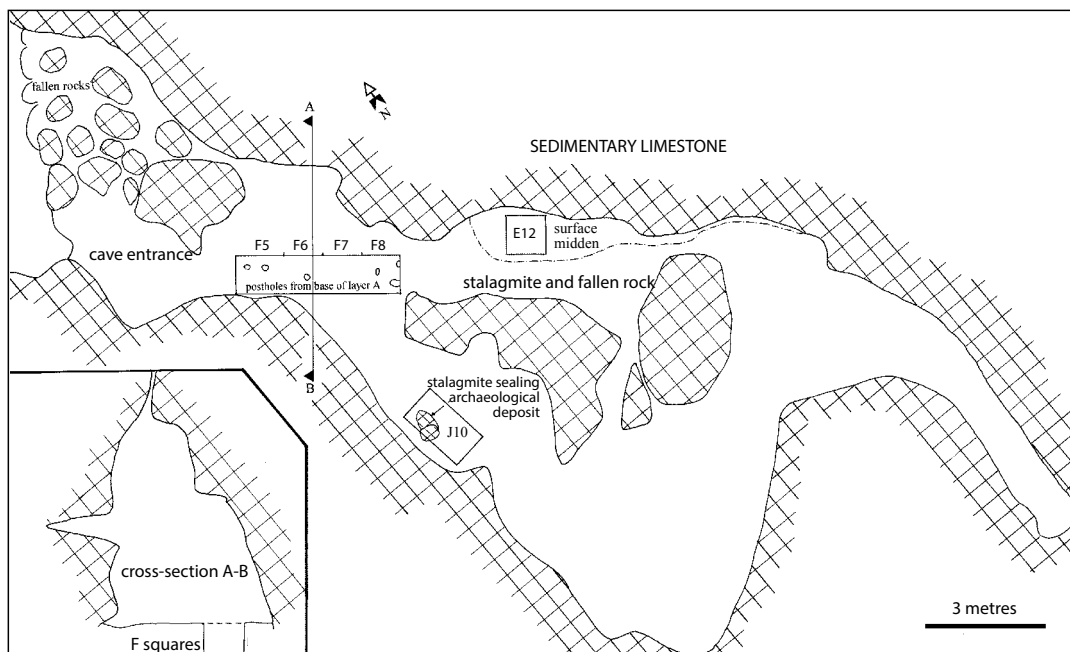 fallen rocks
A
N
SEDIMENTARY LIMESTONE
E12
surface
midden
cave entrance
F5 F6 F7 F8
postholes from base of layer A
stalagmite and fallen rock
B
stalagmite sealing
archaeological
deposit
J10
cross-section A-B
F squares
3 metres